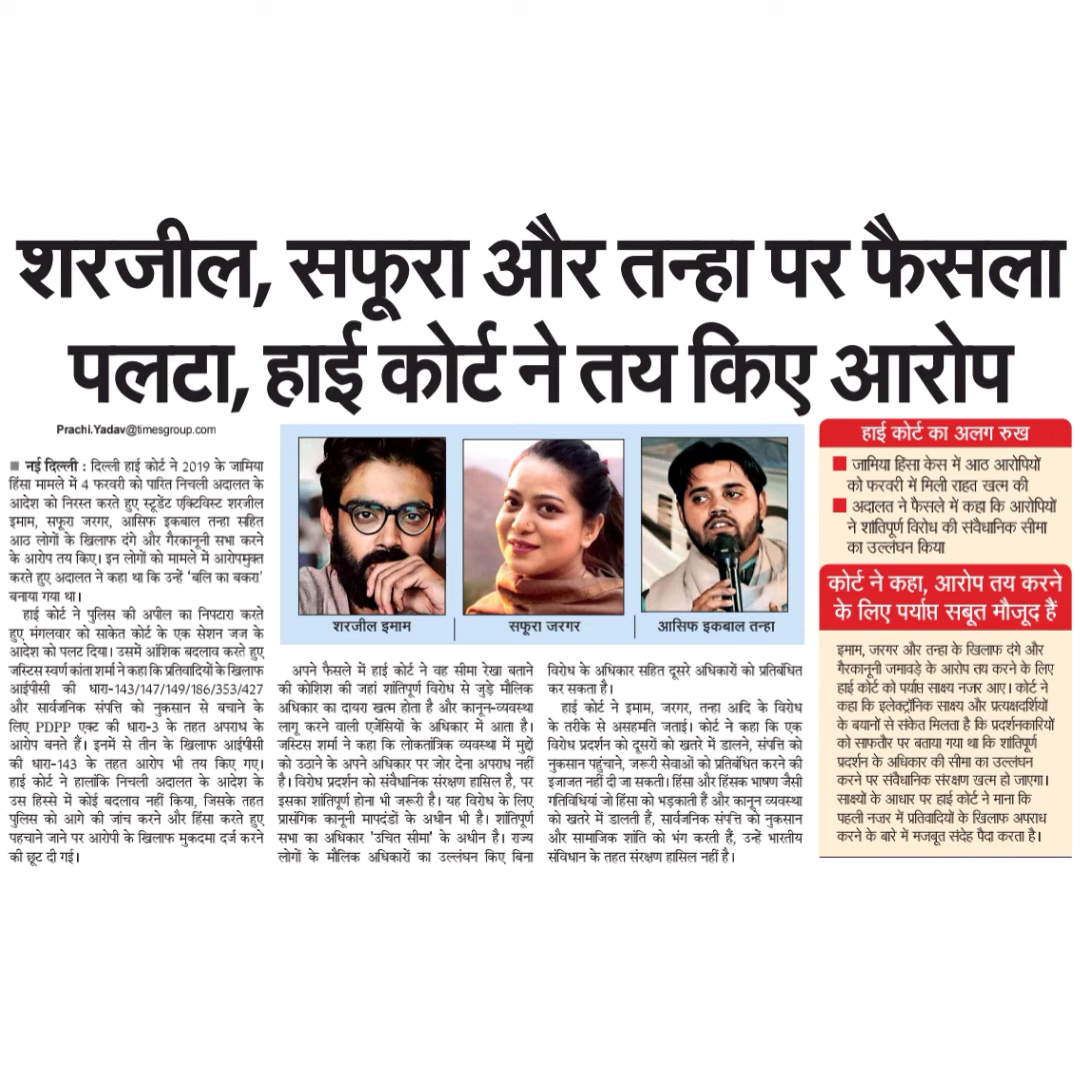 शरजील, सफूरा और तन्हा पर फैसला
पलटा, हाई कोर्ट ने तय किए आरोप
Prachi.Yadav@timesgroup.com
■ नई दिल्ली : दिल्ली हाई कोर्ट ने 2019 के जामिया
हिंसा मामले में 4 फरवरी को पारित निचली अदालत के
आदेश को निरस्त करते हुए स्टूडेंट एक्टिविस्ट शरजील
इमाम, सफूरा जरगर, आसिफ इकबाल तन्हा सहित
आठ लोगों के खिलाफ दंगे और गैरकानूनी सभा करने
के आरोप तय किए। इन लोगों को मामले में आरोपमुक्त
करते हुए अदालत ने कहा था कि उन्हें 'बलि का बकरा'
बनाया गया था।
हाई कोर्ट ने पुलिस की अपील का निपटारा करते
हुए मंगलवार को साकेत कोर्ट के एक सेशन जज के
आदेश को पलट दिया। उसमें आंशिक बदलाव करते हुए
जस्टिस स्वर्ण कांता शर्मा ने कहा कि प्रतिवादियों के खिलाफ
आईपीसी की धारा-143/147/149/186/353/427
और सार्वजनिक संपत्ति को नुकसान से बचाने के
लिए PDPP एक्ट की धारा-3 के तहत अपराध के
आरोप बनते हैं। इनमें से तीन के खिलाफ आईपीसी
की धारा-143 के तहत आरोप भी तय किए गए।
हाई कोर्ट ने हालांकि निचली अदालत के आदेश के
उस हिस्से में कोई बदलाव नहीं किया, जिसके तहत
पुलिस को आगे की जांच करने और हिंसा करते हुए
पहचाने जाने पर आरोपी के खिलाफ मुकदमा दर्ज करने
की छूट दी गई।
शरजील इमाम
सफूरा जरगर
आसिफ इकबाल तन्हा
अपने फैसले में हाई कोर्ट ने वह सीमा रेखा बताने
की कोशिश की जहां शांतिपूर्ण विरोध से जुड़े मौलिक
अधिकार का दायरा खत्म होता है और कानून-व्यवस्था
लागू करने वाली एजेंसियों के अधिकार में आता है।
जस्टिस शर्मा ने कहा कि लोकतांत्रिक व्यवस्था में मुद्दों
को उठाने के अपने अधिकार पर जोर देना अपराध नहीं
है। विरोध प्रदर्शन को संवैधानिक संरक्षण हासिल है, पर
इसका शांतिपूर्ण होना भी जरूरी है। यह विरोध के लिए
प्रासंगिक कानूनी मापदंडों के अधीन भी है। शांतिपूर्ण
सभा का अधिकार 'उचित सीमा' के अधीन है। राज्य
लोगों के मौलिक अधिकारों का उल्लंघन किए बिना
विरोध के अधिकार सहित दूसरे अधिकारों को प्रतिबंधित
कर सकता है।
हाई कोर्ट ने इमाम, जरगर, तन्हा आदि के विरोध
के तरीके से असहमति जताई। कोर्ट ने कहा कि एक
विरोध प्रदर्शन को दूसरों को खतरे में डालने, संपत्ति को
नुकसान पहुंचाने, जरूरी सेवाओं को प्रतिबंधित करने की
इजाजत नहीं दी जा सकती। हिंसा और हिंसक भाषण जैसी
गतिविधियां जो हिंसा को भड़काती हैं और कानून व्यवस्था
को खतरे में डालती हैं, सार्वजनिक संपत्ति को नुकसान
और सामाजिक शांति को भंग करती हैं, उन्हें भारतीय
संविधान के तहत संरक्षण हासिल नहीं है।
हाई कोर्ट का अलग रुख
■ जामिया हिंसा केस में आठ आरोपियों
को फरवरी में मिली राहत खत्म की
■ अदालत ने फैसले में कहा कि आरोपियों
ने शांतिपूर्ण विरोध की संवैधानिक सीमा
का उल्लंघन किया
कोर्ट ने कहा, आरोप तय करने
के लिए पर्याप्त सबूत मौजूद हैं
इमाम, जरगर और तन्हा के खिलाफ दंगे और
गैरकानूनी जमावड़े के आरोप तय करने के लिए
हाई कोर्ट को पर्याप्त साक्ष्य नजर आए। कोर्ट ने
कहा कि इलेक्ट्रॉनिक साक्ष्य और प्रत्यक्षदर्शियों
के बयानों से संकेत मिलता है कि प्रदर्शनकारियों
को साफतौर पर बताया गया था कि शांतिपूर्ण
प्रदर्शन के अधिकार की सीमा का उल्लंघन
करने पर संवैधानिक संरक्षण खत्म हो जाएगा।
साक्ष्यों के आधार पर हाई कोर्ट ने माना कि
पहली नजर में प्रतिवादियों के खिलाफ अपराध
करने के बारे में मजबूत संदेह पैदा करता है।